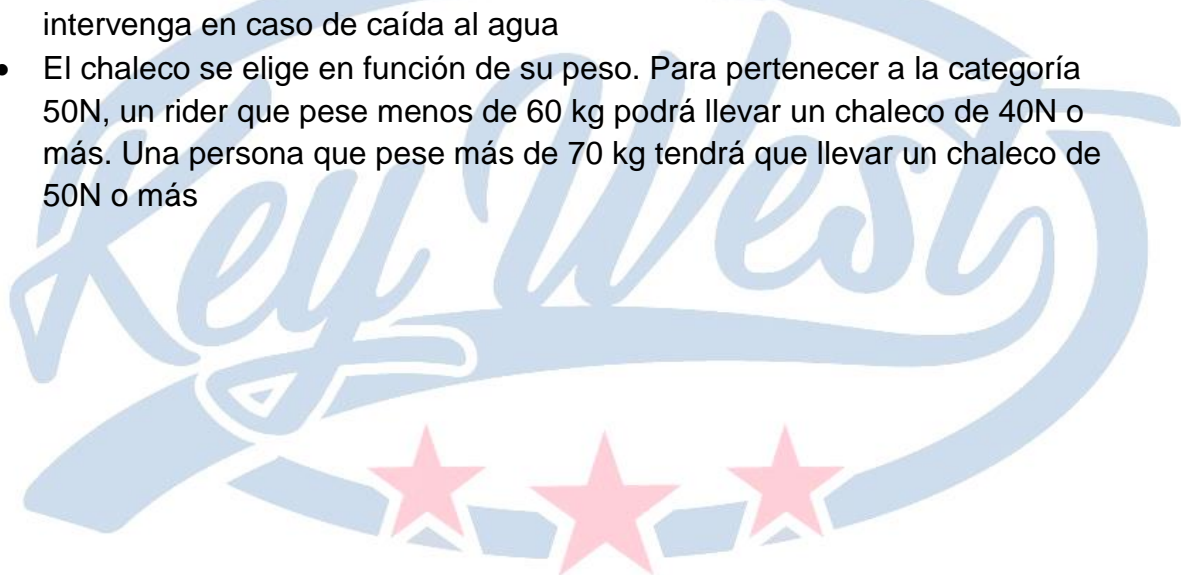 intervenga en caso de caída al agua
• El chaleco se elige en función de su peso. Para pertenecer a la categoría
50N, un rider que pese menos de 60 kg podrá llevar un chaleco de 40N o
más. Una persona que pese más de 70 kg tendrá que llevar un chaleco de
50N o más
Key West